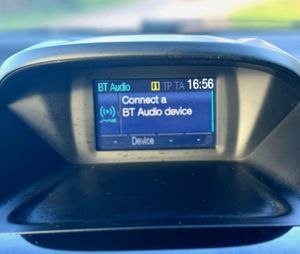 BT Audio TP TA 16:56
Connect a
BT Audio device
- Device - -